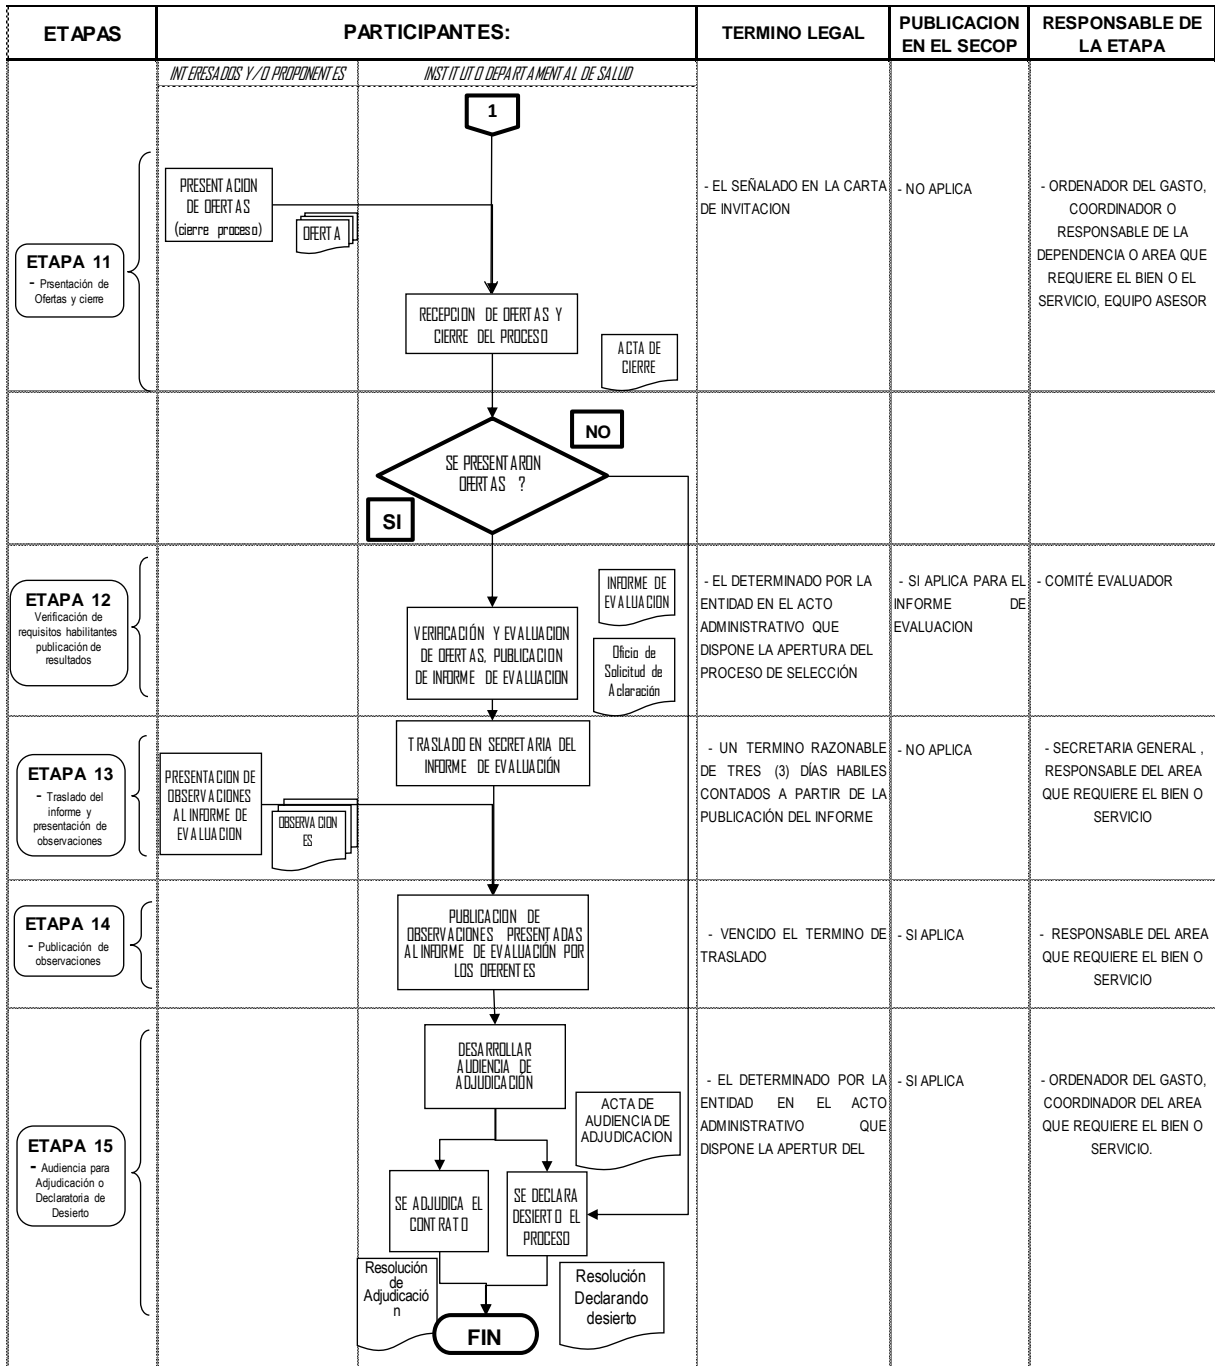 ETAPAS
PARTICIPANTES:
TERMINO LEGAL
PUBLICACION
EN EL SECOP
RESPONSABLE DE
LA ETAPA
INTERESADOS Y/O PROPONENTES
INSTITUTO DEPARTAMENTAL DE SALUD
1
ETAPA 11
- Prsentación de
Ofertas y cierre
PRESENTACION
DE OFERTAS
(cierre proceso)
OFERTA
RECEPCION DE OFERTAS Y
CIERRE DEL PROCESO
ACTA DE
CIERRE
- EL SEÑALADO EN LA CARTA
DE INVITACION
- NO APLICA
- ORDENADOR DEL GASTO,
COORDINADOR O
RESPONSABLE DE LA
DEPENDENCIA O AREA QUE
REQUIERE EL BIEN O EL
SERVICIO, EQUIPO ASESOR
SE PRESENTARON
OFERTAS ?
NO
SI
ETAPA 12
Verificación de
requisitos habilitantes
publicación de
resultados
VERIFICACIÓN Y EVALUACION
DE OFERTAS, PUBLICACION
DE INFORME DE EVALUACION
INFORME DE
EVALUACION
Oficio de
Solicitud de
Aclaración
- EL DETERMINADO POR LA
ENTIDAD EN EL ACTO
ADMINISTRATIVO QUE
DISPONE LA APERTURA DEL
PROCESO DE SELECCIÓN
- SI APLICA PARA EL
INFORME DE
EVALUACION
- COMITÉ EVALUADOR
ETAPA 13
- Traslado del
informe y
presentación de
observaciones
PRESENTACION DE
OBSERVACIONES
AL INFORME DE
EVALUACION
OBSERVACION
ES
TRASLADO EN SECRETARIA DEL
INFORME DE EVALUACIÓN
- UN TERMINO RAZONABLE
DE TRES (3) DÍAS HABILES
CONTADOS A PARTIR DE LA
PUBLICACIÓN DEL INFORME
- NO APLICA
- SECRETARIA GENERAL ,
RESPONSABLE DEL AREA
QUE REQUIERE EL BIEN O
SERVICIO
ETAPA 14
- Publicación de
observaciones
PUBLICACION DE
OBSERVACIONES PRESENTADAS
AL INFORME DE EVALUACIÓN POR
LOS OFERENTES
- VENCIDO EL TERMINO DE
TRASLADO
- SI APLICA
- RESPONSABLE DEL AREA
QUE REQUIERE EL BIEN O
SERVICIO
ETAPA 15
- Audiencia para
Adjudicación o
Declaratoria de
Desierto
DESARROLLAR
AUDIENCIA DE
ADJUDICACIÓN
ACTA DE
AUDIENCIA DE
ADJUDICACION
SE ADJUDICA EL
CONTRATO
SE DECLARA
DESIERTO EL
PROCESO
Resolución
de
Adjudicació
n
Resolución
Declarando
desierto
FIN
- EL DETERMINADO POR LA
ENTIDAD EN EL ACTO
ADMINISTRATIVO QUE
DISPONE LA APERTUR DEL
- SI APLICA
- ORDENADOR DEL GASTO,
COORDINADOR DEL AREA
QUE REQUIERE EL BIEN O
SERVICIO.